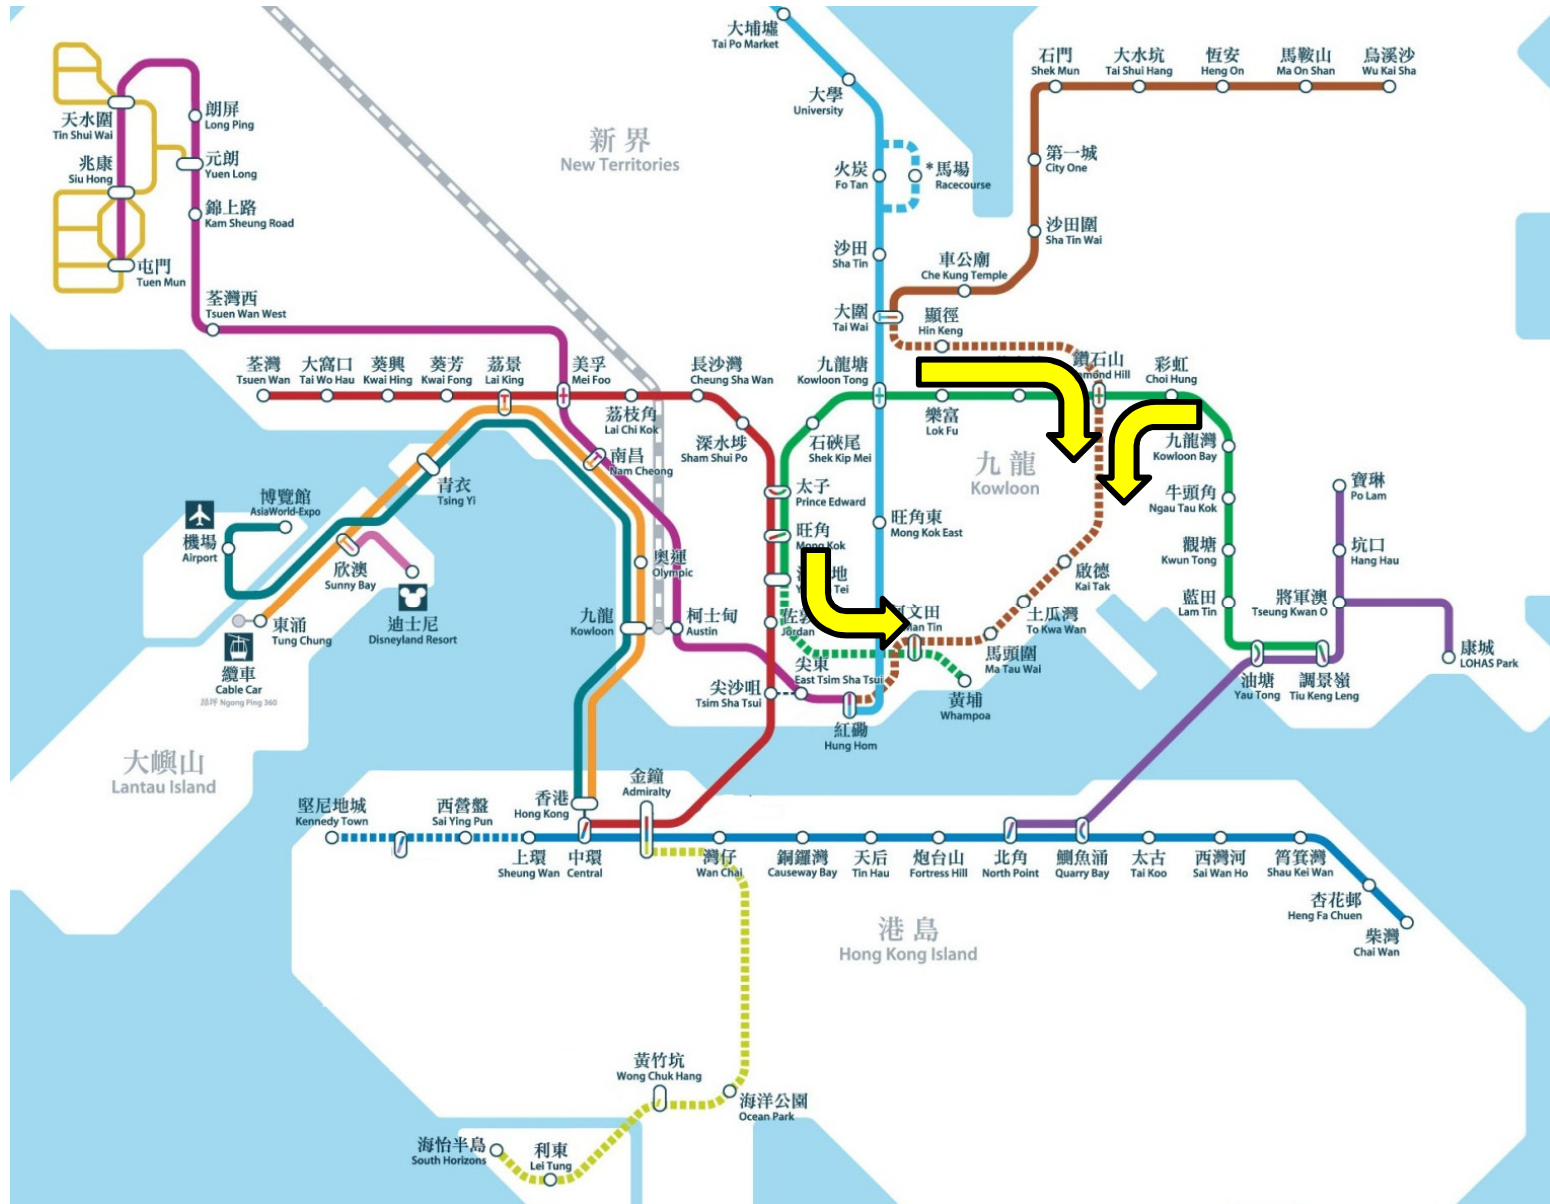 大埔墟
Tai Po Market
大學
University
火炭
Fo Tan
*馬場
Racecourse
沙田
Sha Tin
大圍
Tai Wai
車公廟
Che Kung Temple
沙田圍
Sha Tin Wai
第一城
City One
石門
Shek Mun
大水坑
Tai Shui Hang
恆安
Heng On
馬鞍山
Ma On Shan
烏溪沙
Wu Kai Sha
新界
New Territories
天水圍
Tin Shui Wai
朗屏
Long Ping
兆康
Siu Hong
元朗
Yuen Long
錦上路
Kam Sheung Road
屯門
Tuen Mun
荃灣西
Tsuen Wan West
荃灣
Tsuen Wan
大窩口
Tai Wo Hau
葵興
Kwai Hing
葵芳
Kwai Fong
荔景
Lai King
美孚
Mei Foo
荔枝角
Lai Chi Kok
長沙灣
Cheung Sha Wan
深水埗
Sham Shui Po
九龍塘
Kowloon Tong
石硤尾
Shek Kip Mei
顯徑
Hin Keng
樂富
Lok Fu
鑽石山
mond Hill
彩虹
Choi Hung
九龍灣
Kowloon Bay
牛頭角
Ngau Tau Kok
觀塘
Kwun Tong
藍田
Lam Tin
九龍
Kowloon
寶琳
Po Lam
坑口
Hang Hau
將軍澳
Tseung Kwan O
康城
LOHAS Park
油塘
Yau Tong
調景嶺
Tiu Keng Leng
南昌
Nam Cheong
太子
Prince Edward
旺角
Mong Kok
地
Tei
旺角東
Mong Kok East
啟德
Kai Tak
土瓜灣
To Kwa Wan
馬頭圍
Ma Tau Wai
文田
Man Tin
黃埔
Whampoa
青衣
Tsing Yi
博覽館
AsiaWorld-Expo
機場
Airport
欣澳
Sunny Bay
迪士尼
Disneyland Resort
東涌
Tung Chung
纜車
Cable Car
昂坪 Ngong Ping 360
奧運
Olympic
九龍
Kowloon
柯士甸
Austin
佐敦
Jordan
尖東
East Tsim Sha Tsui
尖沙咀
Tsim Sha Tsui
紅磡
Hung Hom
大嶼山
Lantau Island
堅尼地城
Kennedy Town
西營盤
Sai Ying Pun
上環
Sheung Wan
香港
Hong Kong
中環
Central
金鐘
Admiralty
灣仔
Wan Chai
銅鑼灣
Causeway Bay
天后
Tin Hau
炮台山
Fortress Hill
北角
North Point
鰂魚涌
Quarry Bay
太古
Tai Koo
西灣河
Sai Wan Ho
筲箕灣
Shau Kei Wan
杏花邨
Heng Fa Chuen
柴灣
Chai Wan
港島
Hong Kong Island
黃竹坑
Wong Chuk Hang
海洋公園
Ocean Park
海怡半島
South Horizons
利東
Lei Tung